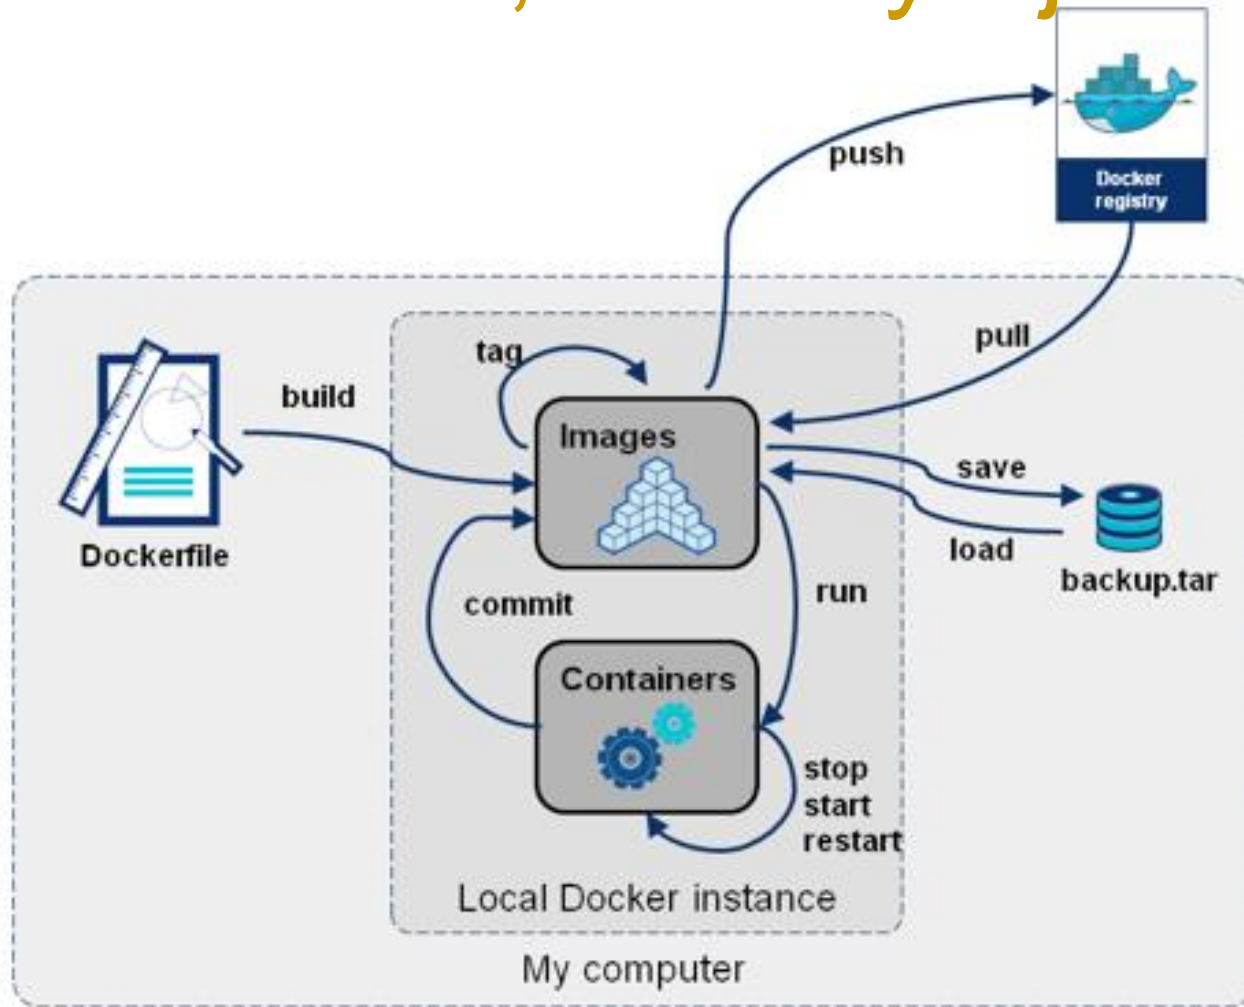 push
Docker
registry
pull
tag
build
Images
save
load
backup.tar
Dockerfile
commit
run
Containers
stop
start
restart
Local Docker instance
My computer